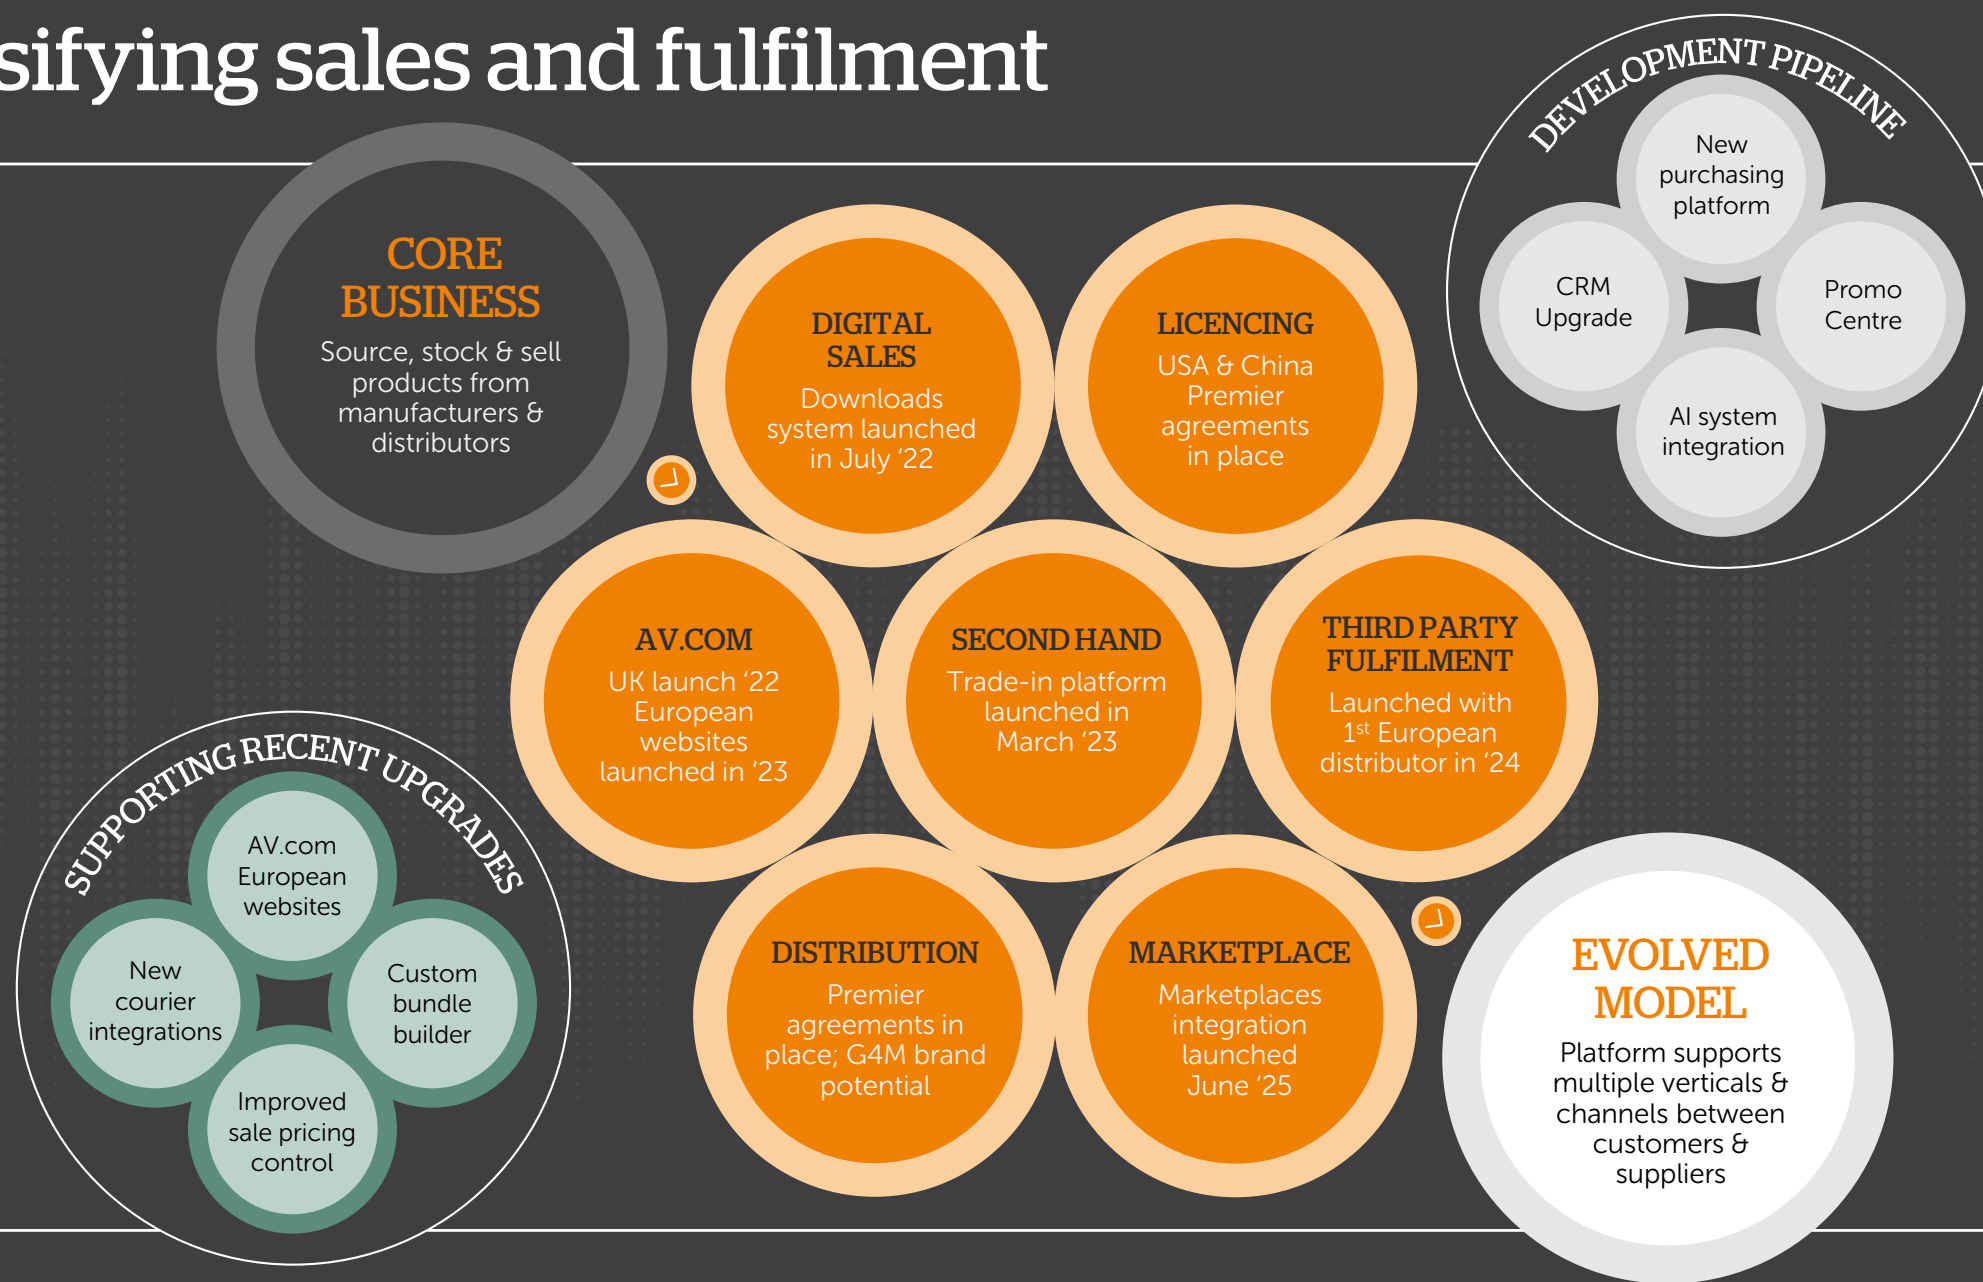 sifying sales and fulfilment
CORE
BUSINESS
Source, stock & sell
products from
manufacturers &
distributors
DIGITAL
SALES
Downloads
system launched
in July ‘22
LICENCING
USA & China
Premier
agreements
in place
DEVELOPMENT PIPELINE
New
purchasing
platform
CRM
Upgrade
Promo
Centre
AI system
integration
AV.COM
UK launch ‘22
European
websites
launched in ‘23
SECOND HAND
Trade-in platform
launched in
March ‘23
THIRD PARTY
FULFILMENT
Launched with
1st European
distributor in ‘24
SUPPORTING RECENT UPGRADES
AV.com
European
websites
New
courier
integrations
Custom
bundle
builder
Improved
sale pricing
control
DISTRIBUTION
Premier
agreements in
place; G4M brand
potential
MARKETPLACE
Marketplaces
integration
launched
June ‘25
EVOLVED
MODEL
Platform supports
multiple verticals &
channels between
customers &
suppliers